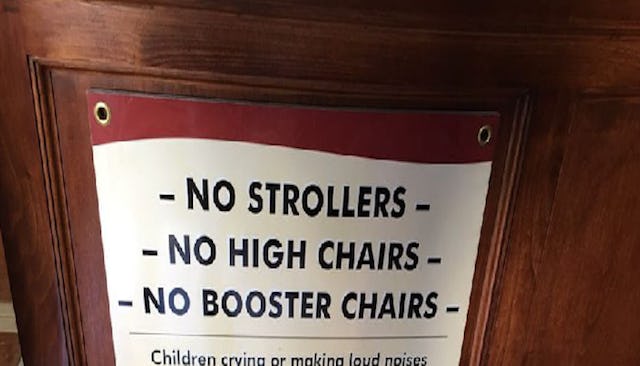 – NO STROLLERS –
– NO HIGH CHAIRS –
– NO BOOSTER CHAIRS –
Children crying or making loud noises